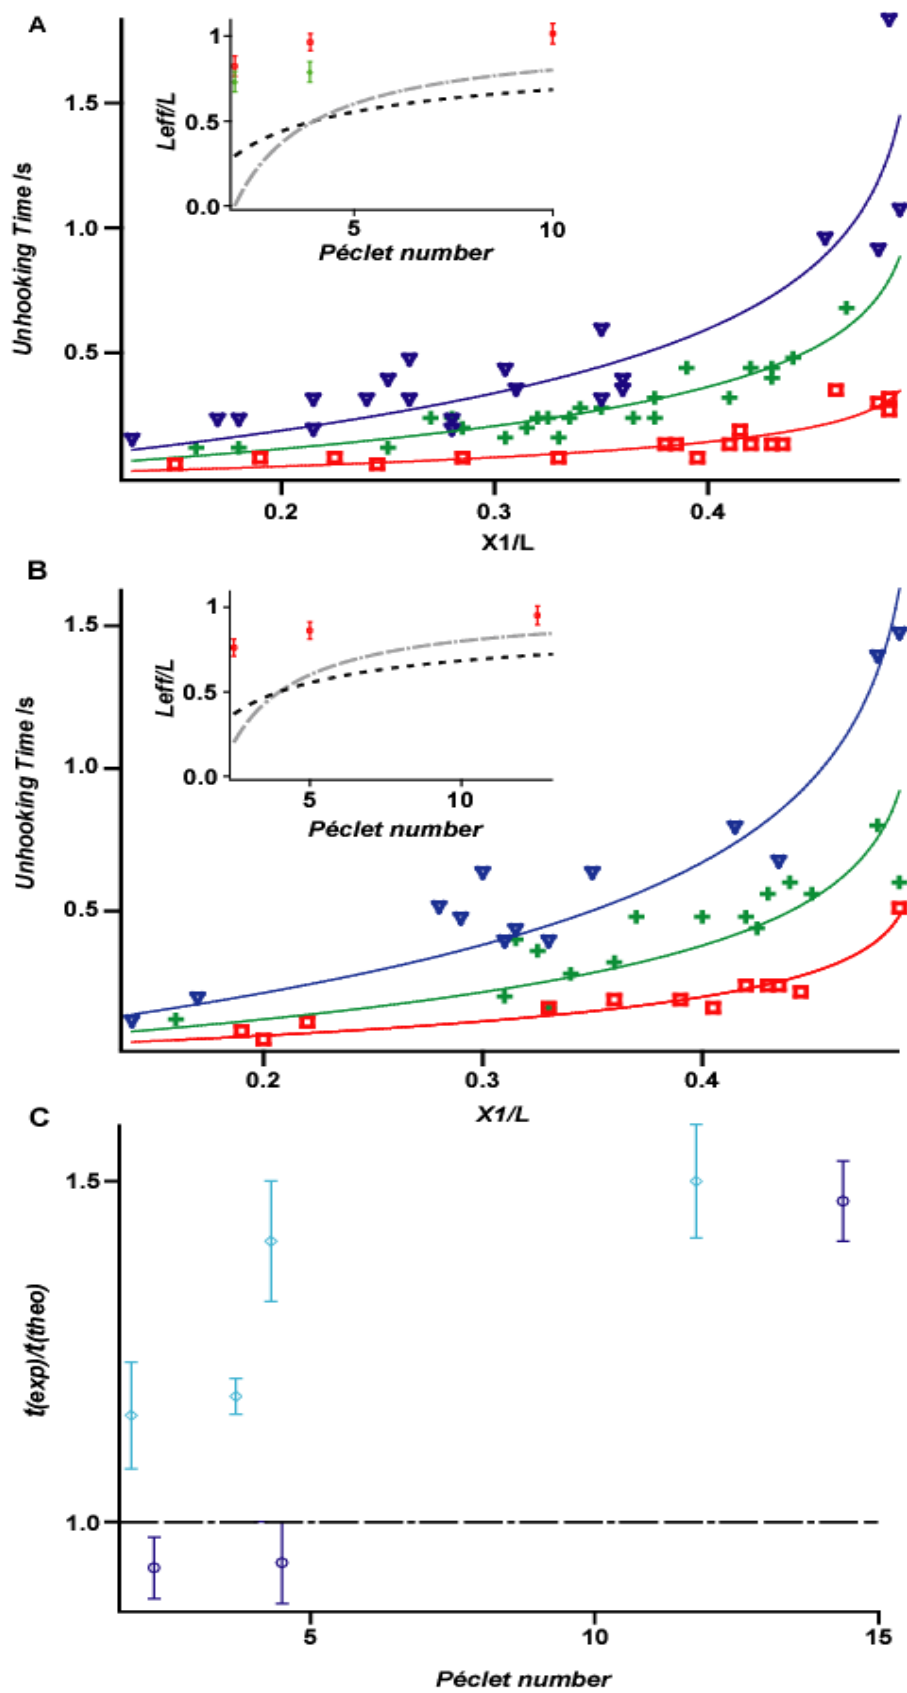 A
1
0.5
0.0
Leff/L
5
10
Péclet number
1.5
1.0
0.5
Unhooking Time /s
0.2
0.3
0.4
X1/L
B
1
0.5
0.0
Leff/L
5
10
Péclet number
1.5
1.0
0.5
Unhooking Time /s
0.2
0.3
0.4
X1/L
C
1.5
1.0
t(exp)/t(theo)
5
10
15
Péclet number